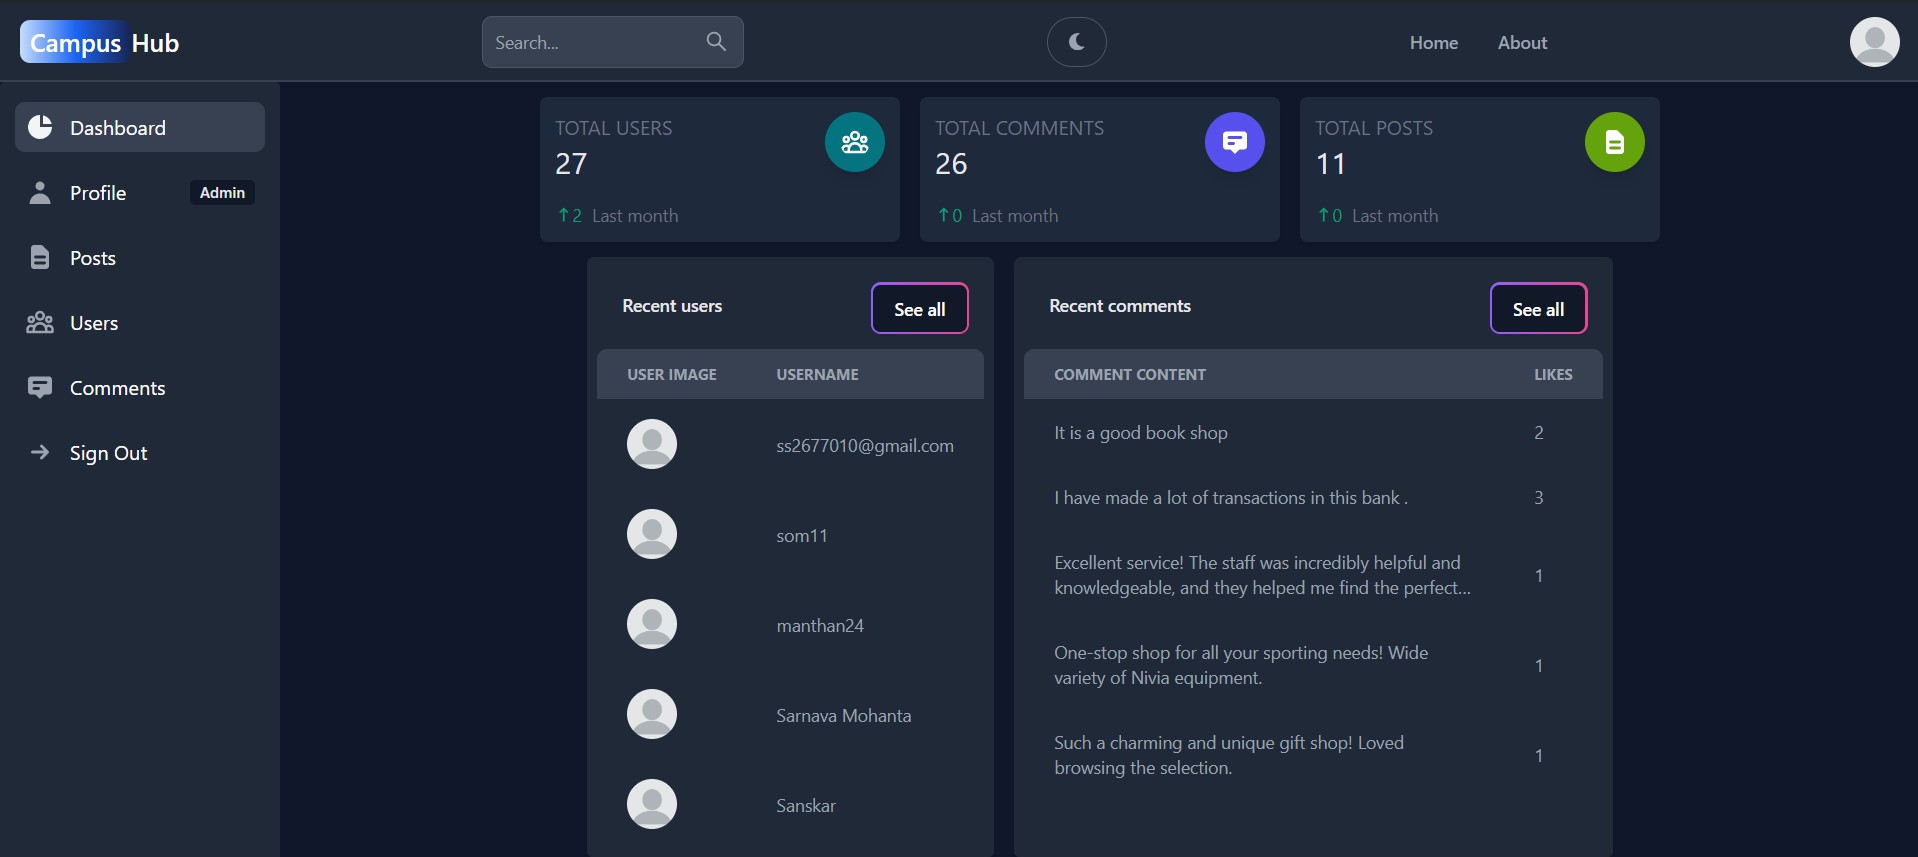 Campus Hub
Search...
Home
About
Dashboard
Profile
Admin
Posts
Users
Comments
Sign Out
TOTAL USERS
27
2 Last month
TOTAL COMMENTS
26
0 Last month
TOTAL POSTS
11
0 Last month
Recent users
See all
USER IMAGE USERNAME
ss2677010@gmail.com
som11
manthan24
Sarnava Mohanta
Sanskar
Recent comments
See all
COMMENT CONTENT LIKES
It is a good book shop 2
I have made a lot of transactions in this bank . 3
Excellent service! The staff was incredibly helpful and
knowledgeable, and they helped me find the perfect...
1
One-stop shop for all your sporting needs! Wide
variety of Nivia equipment.
1
Such a charming and unique gift shop! Loved
browsing the selection.
1